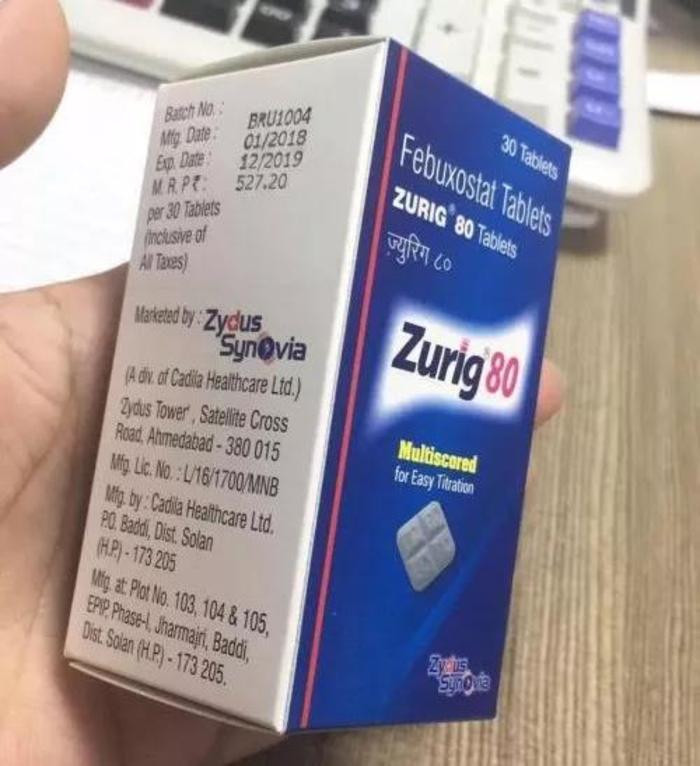 Batch No. : BRU1004
Mfg. Date : 01/2018
Exp. Date : 12/2019
M. R. P ₹ : 527.20
per 30 Tablets
(Inclusive of
All Taxes)
Marketed by : Zydus
Synovia
(A div. of Cadila Healthcare Ltd.)
'Zydus Tower', Satellite Cross
Road, Ahmedabad - 380 015
Mfg. Lic. No. : L/16/1700/MNB
Mfg. by : Cadila Healthcare Ltd.
P.O. Baddi, Dist. Solan
(H.P.) - 173 205
Mfg. at: Plot No. 103, 104 & 105,
EPIP, Phase-I, Jharmajri, Baddi,
Dist. Solan (H.P.) - 173 205.
30 Tablets
Febuxostat Tablets
ZURIG® 80 Tablets
ज़्युरिग ८०
Zurig® 80
Multiscored
for Easy Titration
Zydus
Synovia